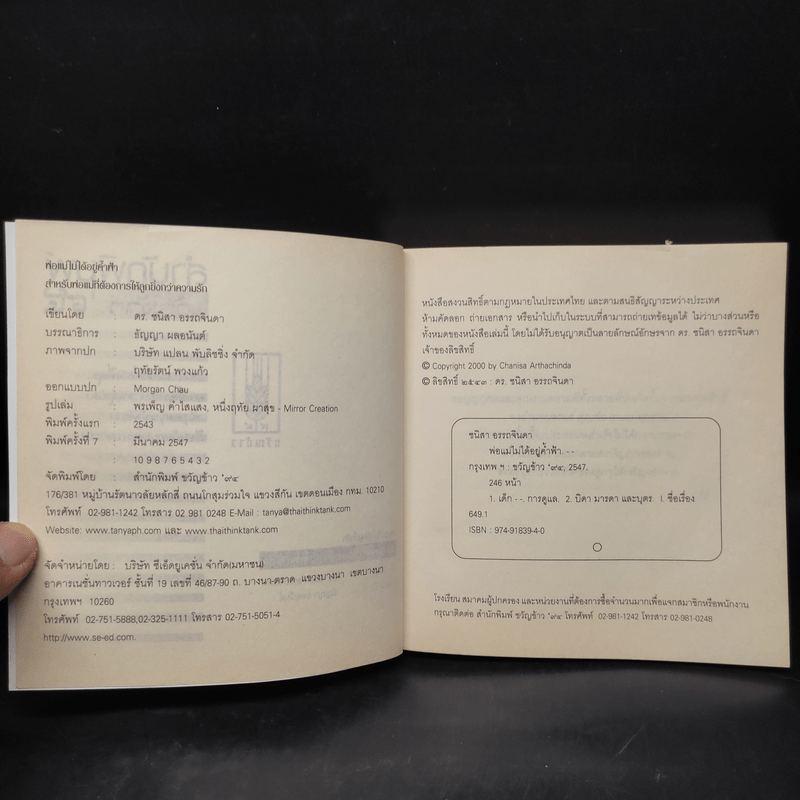 พ่อแม่ไม่ได้อยู่ค้ำฟ้า
สำหรับพ่อแม่ที่ต้องการให้ลูกยิ่งกว่าความรัก
เขียนโดย : ดร. ชนิสา อรรถจินดา
บรรณาธิการ : ธัญญา ผลอนันต์
ภาพจากปก : บริษัท แปลน พับลิชชิ่ง จำกัด
ฤทัยรัตน์ พวงแก้ว
ออกแบบปก : Morgan Chau
รูปเล่ม : พรเพ็ญ คำไสแสง, หนึ่งฤทัย ผาสุข - Mirror Creation
พิมพ์ครั้งแรก : 2543
พิมพ์ครั้งที่ 7 : มีนาคม 2547
10 9 8 7 6 5 4 3 2
จัดพิมพ์โดย : สำนักพิมพ์ ขวัญข้าว '๙๔
176/381 หมู่บ้านรัตนาวลัยหลักสี่ ถนนโกสุมร่วมใจ แขวงสีกัน เขตดอนเมือง กทม. 10210
โทรศัพท์ 02-981-1242 โทรสาร 02 981 0248 E-Mail : tanya@thaithinktank.com
Website: www.tanyaph.com และ www.thaithinktank.com
จัดจำหน่ายโดย : บริษัท ซีเอ็ดยูเคชั่น จำกัด(มหาชน)
อาคารเนชั่นทาวเวอร์ ชั้นที่ 19 เลขที่ 46/87-90 ถ. บางนา-ตราด แขวงบางนา เขตบางนา
กรุงเทพฯ 10260
โทรศัพท์ 02-751-5888,02-325-1111 โทรสาร 02-751-5051-4
http://www.se-ed.com
หนังสือสงวนสิทธิ์ตามกฎหมายในประเทศไทย และตามสนธิสัญญาระหว่างประเทศ
ห้ามคัดลอก ถ่ายเอกสาร หรือนำไปเก็บในระบบที่สามารถถ่ายเทข้อมูลได้ ไม่ว่าบางส่วนหรือ
ทั้งหมดของหนังสือเล่มนี้ โดยไม่ได้รับอนุญาตเป็นลายลักษณ์อักษรจาก ดร. ชนิสา อรรถจินดา
เจ้าของลิขสิทธิ์
© Copyright 2000 by Chanisa Arthachinda
© ลิขสิทธิ์ ๒๕๔๓ : ดร. ชนิสา อรรถจินดา
ชนิสา อรรถจินดา
พ่อแม่ไม่ได้อยู่ค้ำฟ้า. - -
กรุงเทพ ฯ : ขวัญข้าว '๙๔, 2547.
246 หน้า
1. เด็ก - -. การดูแล. 2. บิดา มารดา และบุตร. I. ชื่อเรื่อง
649.1
ISBN : 974-91839-4-0
โรงเรียน สมาคมผู้ปกครอง และหน่วยงานที่ต้องการซื้อจำนวนมากเพื่อแจกสมาชิกหรือพนักงาน
กรุณาติดต่อ สำนักพิมพ์ ขวัญข้าว '๙๔ โทรศัพท์ 02-981-1242 โทรสาร 02-981-0248